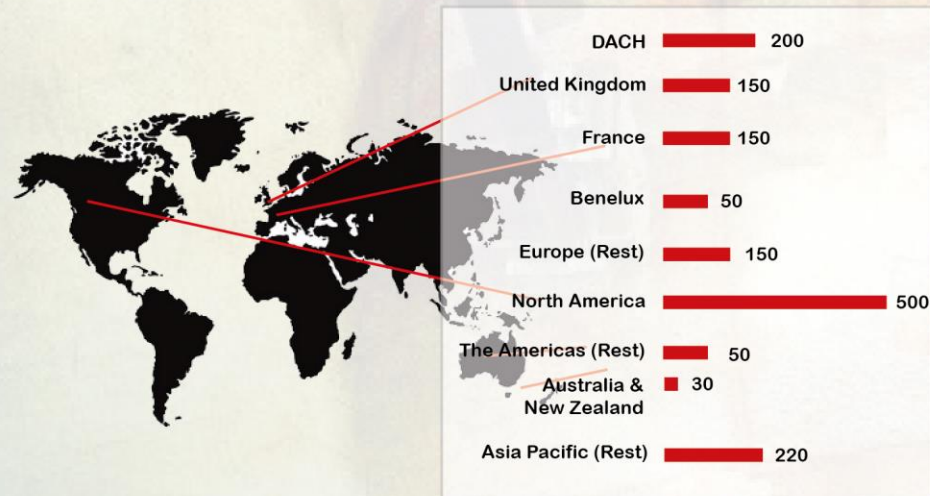 DACH 200
United Kingdom 150
France 150
Benelux 50
Europe (Rest) 150
North America 500
The Americas (Rest) 50
Australia & 30
New Zealand
Asia Pacific (Rest) 220